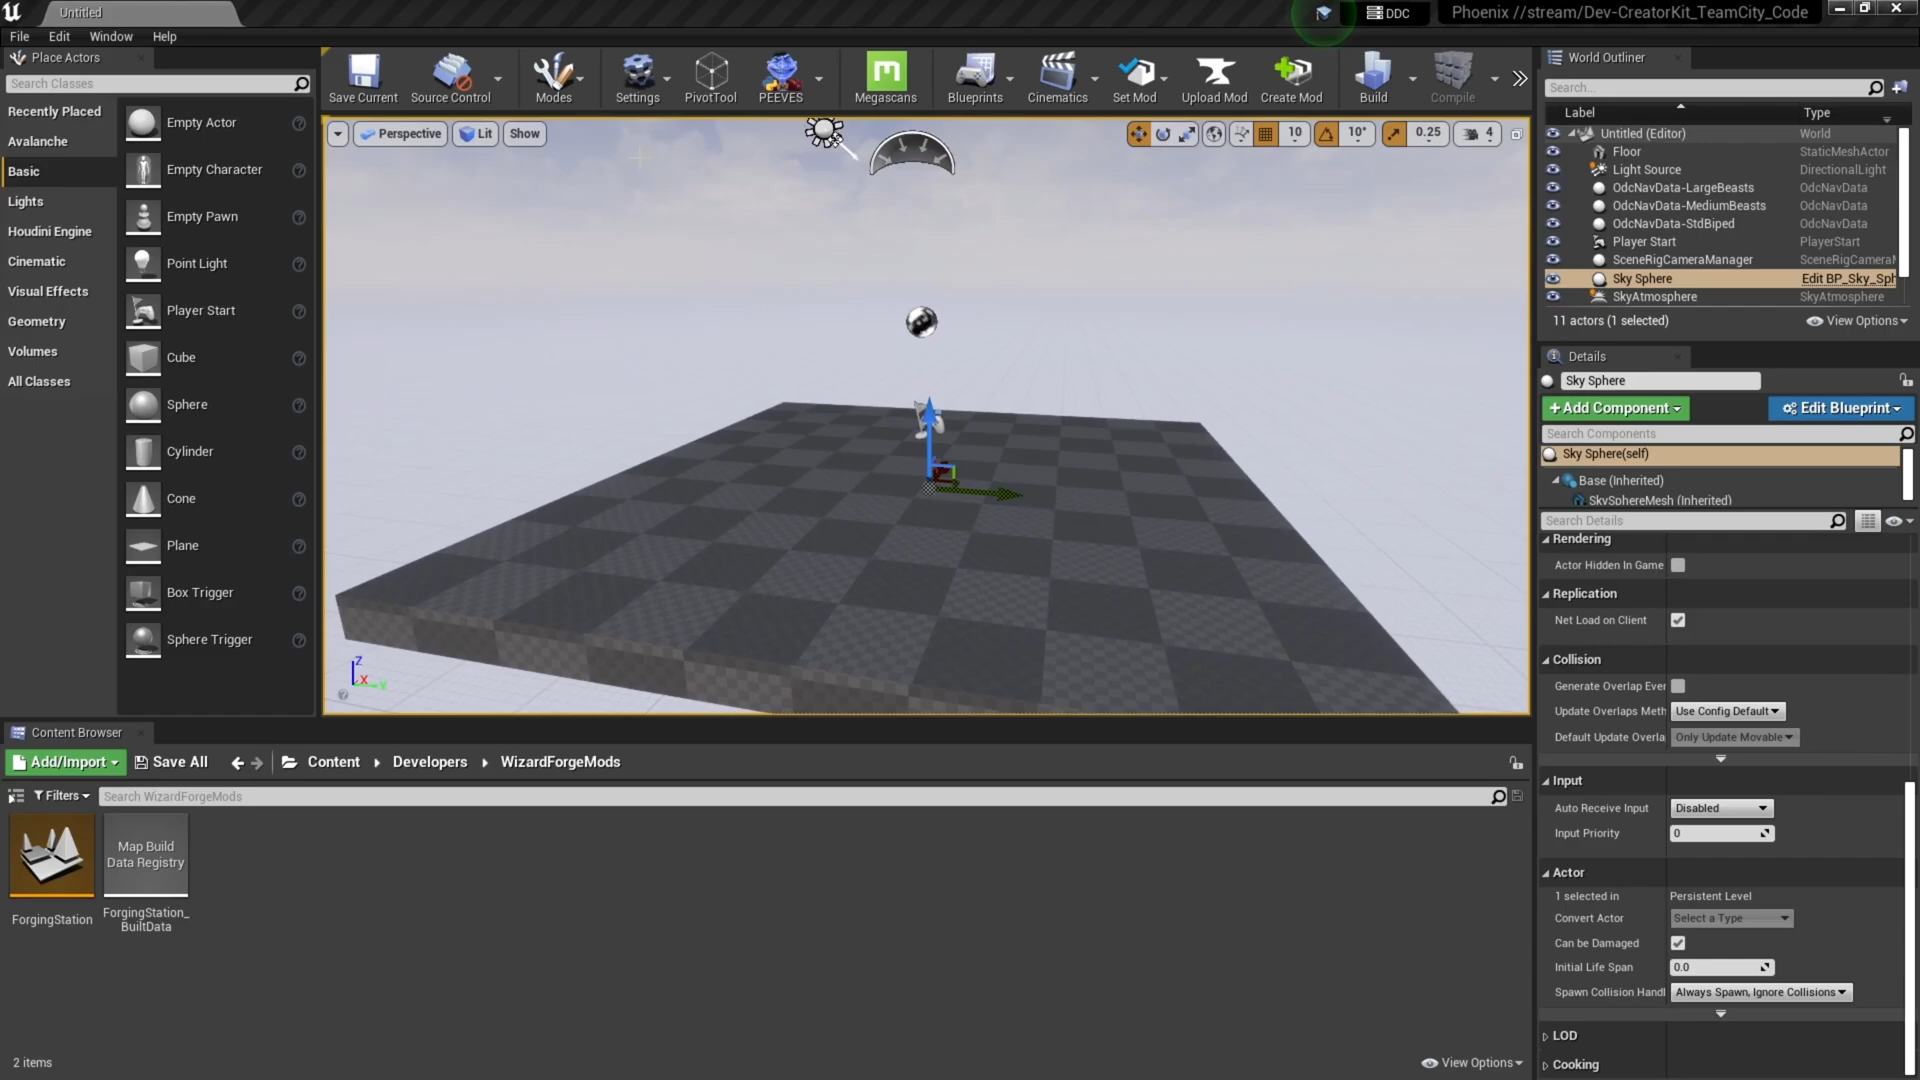 Untitled
DDC
Phoenix //stream/Dev-CreatorKit_TeamCity_Code
File Edit Window Help
Place Actors
Search Classes
Recently Placed
Avalanche
Basic
Lights
Houdini Engine
Cinematic
Visual Effects
Geometry
Volumes
All Classes
Empty Actor
Empty Character
Empty Pawn
Point Light
Player Start
Cube
Sphere
Cylinder
Cone
Plane
Box Trigger
Sphere Trigger
Save Current Source Control Modes Settings PivotTool PEEVES Megascans Blueprints Cinematics Set Mod Upload Mod Create Mod Build Compile
Perspective Lit Show
10 10° 0.25 4
Z
X Y
World Outliner
Search...
Label Type
Untitled (Editor) World
Floor StaticMeshActor
Light Source DirectionalLight
OdcNavData-LargeBeasts OdcNavData
OdcNavData-MediumBeasts OdcNavData
OdcNavData-StdBiped OdcNavData
Player Start PlayerStart
SceneRigCameraManager SceneRigCameraM
Sky Sphere Edit BP_Sky_Sph
SkyAtmosphere SkyAtmosphere
11 actors (1 selected) View Options
Details
Sky Sphere
+Add Component Edit Blueprint
Search Components
Sky Sphere(self)
Base (Inherited)
SkySphereMesh (Inherited)
Search Details
Rendering
Actor Hidden In Game
Replication
Net Load on Client
Collision
Generate Overlap Ever
Update Overlaps Meth Use Config Default
Default Update Overla Only Update Movable
Input
Auto Receive Input Disabled
Input Priority 0
Actor
1 selected in Persistent Level
Convert Actor Select a Type
Can be Damaged
Initial Life Span 0.0
Spawn Collision Handl Always Spawn, Ignore Collisions
LOD
Cooking
Content Browser
Add/Import Save All Content Developers WizardForgeMods
Filters Search WizardForgeMods
Map Build
Data Registry
ForgingStation
ForgingStation_
BuiltData
2 items
View Options